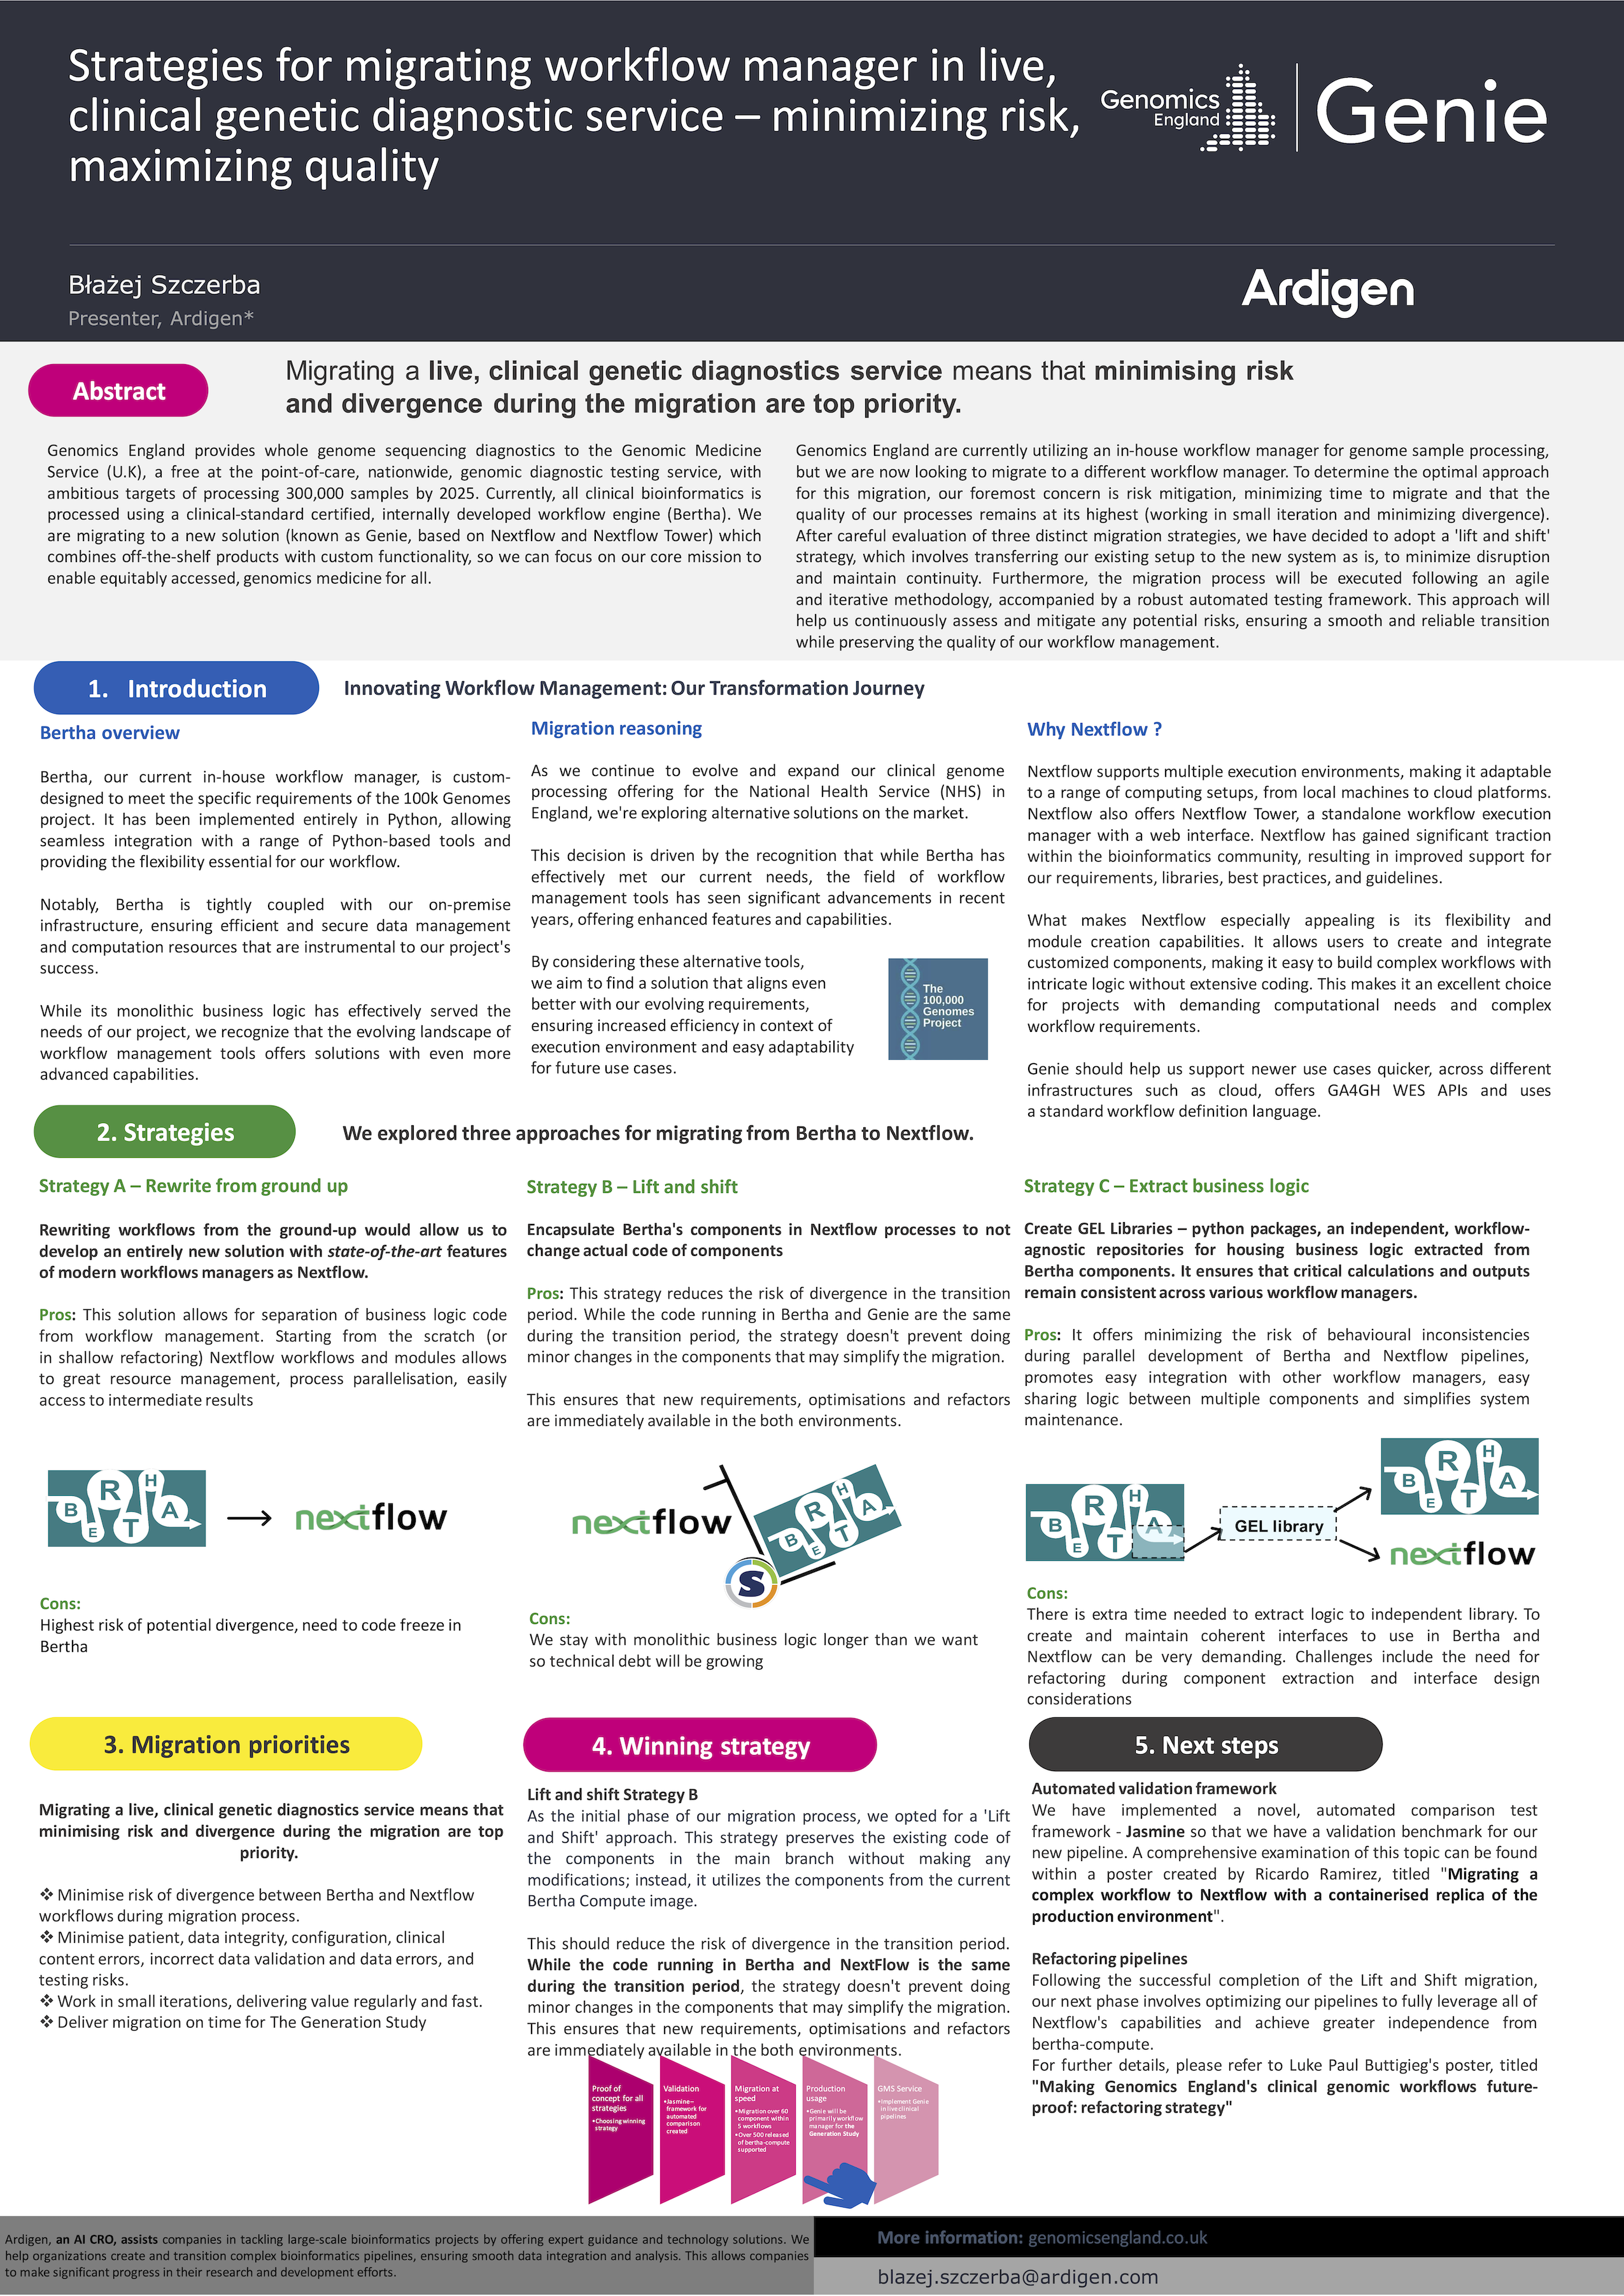 Strategies for migrating workflow manager in live,
clinical genetic diagnostic service – minimizing risk,
maximizing quality
Genomics
England
Genie
Błażej Szczerba
Presenter, Ardigen*
Ardigen
Abstract
Migrating a live, clinical genetic diagnostics service means that minimising risk
and divergence during the migration are top priority.
Genomics England provides whole genome sequencing diagnostics to the Genomic Medicine
Service (U.K), a free at the point-of-care, nationwide, genomic diagnostic testing service, with
ambitious targets of processing 300,000 samples by 2025. Currently, all clinical bioinformatics is
processed using a clinical-standard certified, internally developed workflow engine (Bertha). We
are migrating to a new solution (known as Genie, based on Nextflow and Nextflow Tower) which
combines off-the-shelf products with custom functionality, so we can focus on our core mission to
enable equitably accessed, genomics medicine for all.
Genomics England are currently utilizing an in-house workflow manager for genome sample processing,
but we are now looking to migrate to a different workflow manager. To determine the optimal approach
for this migration, our foremost concern is risk mitigation, minimizing time to migrate and that the
quality of our processes remains at its highest (working in small iteration and minimizing divergence).
After careful evaluation of three distinct migration strategies, we have decided to adopt a 'lift and shift'
strategy, which involves transferring our existing setup to the new system as is, to minimize disruption
and maintain continuity. Furthermore, the migration process will be executed following an agile
and iterative methodology, accompanied by a robust automated testing framework. This approach will
help us continuously assess and mitigate any potential risks, ensuring a smooth and reliable transition
while preserving the quality of our workflow management.
1. Introduction
Innovating Workflow Management: Our Transformation Journey
Bertha overview
Bertha, our current in-house workflow manager, is custom-
designed to meet the specific requirements of the 100k Genomes
project. It has been implemented entirely in Python, allowing
seamless integration with a range of Python-based tools and
providing the flexibility essential for our workflow.
Notably, Bertha is tightly coupled with our on-premise
infrastructure, ensuring efficient and secure data management
and computation resources that are instrumental to our project's
success.
While its monolithic business logic has effectively served the
needs of our project, we recognize that the evolving landscape of
workflow management tools offers solutions with even more
advanced capabilities.
Migration reasoning
As we continue to evolve and expand our clinical genome
processing offering for the National Health Service (NHS) in
England, we're exploring alternative solutions on the market.
This decision is driven by the recognition that while Bertha has
effectively met our current needs, the field of workflow
management tools has seen significant advancements in recent
years, offering enhanced features and capabilities.
By considering these alternative tools,
we aim to find a solution that aligns even
better with our evolving requirements,
ensuring increased efficiency in context of
execution environment and easy adaptability
for future use cases.
The
100,000
Genomes
Project
Why Nextflow ?
Nextflow supports multiple execution environments, making it adaptable
to a range of computing setups, from local machines to cloud platforms.
Nextflow also offers Nextflow Tower, a standalone workflow execution
manager with a web interface. Nextflow has gained significant traction
within the bioinformatics community, resulting in improved support for
our requirements, libraries, best practices, and guidelines.
What makes Nextflow especially appealing is its flexibility and
module creation capabilities. It allows users to create and integrate
customized components, making it easy to build complex workflows with
intricate logic without extensive coding. This makes it an excellent choice
for projects with demanding computational needs and complex
workflow requirements.
Genie should help us support newer use cases quicker, across different
infrastructures such as cloud, offers GA4GH WES APIs and uses
a standard workflow definition language.
2. Strategies
We explored three approaches for migrating from Bertha to Nextflow.
Strategy A – Rewrite from ground up
Rewriting workflows from the ground-up would allow us to
develop an entirely new solution with state-of-the-art features
of modern workflows managers as Nextflow.
Pros: This solution allows for separation of business logic code
from workflow management. Starting from the scratch (or
in shallow refactoring) Nextflow workflows and modules allows
to great resource management, process parallelisation, easily
access to intermediate results
BERTHA
nextflow
Cons:
Highest risk of potential divergence, need to code freeze in
Bertha
Strategy B – Lift and shift
Encapsulate Bertha's components in Nextflow processes to not
change actual code of components
Pros: This strategy reduces the risk of divergence in the transition
period. While the code running in Bertha and Genie are the same
during the transition period, the strategy doesn't prevent doing
minor changes in the components that may simplify the migration.
This ensures that new requirements, optimisations and refactors
are immediately available in the both environments.
nextflow
BERTHA
S
Cons:
We stay with monolithic business logic longer than we want
so technical debt will be growing
Strategy C – Extract business logic
Create GEL Libraries – python packages, an independent, workflow-
agnostic repositories for housing business logic extracted from
Bertha components. It ensures that critical calculations and outputs
remain consistent across various workflow managers.
Pros: It offers minimizing the risk of behavioural inconsistencies
during parallel development of Bertha and Nextflow pipelines,
promotes easy integration with other workflow managers, easy
sharing logic between multiple components and simplifies system
maintenance.
BERTHA
GEL library
BERTHA
nextflow
Cons:
There is extra time needed to extract logic to independent library. To
create and maintain coherent interfaces to use in Bertha and
Nextflow can be very demanding. Challenges include the need for
refactoring during component extraction and interface design
considerations
3. Migration priorities
Migrating a live, clinical genetic diagnostics service means that
minimising risk and divergence during the migration are top
priority.
❖ Minimise risk of divergence between Bertha and Nextflow
workflows during migration process.
❖ Minimise patient, data integrity, configuration, clinical
content errors, incorrect data validation and data errors, and
testing risks.
❖ Work in small iterations, delivering value regularly and fast.
❖ Deliver migration on time for The Generation Study
4. Winning strategy
Lift and shift Strategy B
As the initial phase of our migration process, we opted for a 'Lift
and Shift' approach. This strategy preserves the existing code of
the components in the main branch without making any
modifications; instead, it utilizes the components from the current
Bertha Compute image.
This should reduce the risk of divergence in the transition period.
While the code running in Bertha and NextFlow is the same
during the transition period, the strategy doesn't prevent doing
minor changes in the components that may simplify the migration.
This ensures that new requirements, optimisations and refactors
are immediately available in the both environments.
Proof of
concept for all
strategies
•Choosing winning
strategy
Validation
•Jasmine–
framework for
automated
comparison
created
Migration at
speed
•Migration over 60
component within
5 workflows
•Over 500 released
of bertha-compute
supported
Production
usage
•Genie will be
primarily workflow
manager for the
Generation Study
GMS Service
•Implement Genie
in live clinical
pipelines
5. Next steps
Automated validation framework
We have implemented a novel, automated comparison test
framework - Jasmine so that we have a validation benchmark for our
new pipeline. A comprehensive examination of this topic can be found
within a poster created by Ricardo Ramirez, titled "Migrating a
complex workflow to Nextflow with a containerised replica of the
production environment".
Refactoring pipelines
Following the successful completion of the Lift and Shift migration,
our next phase involves optimizing our pipelines to fully leverage all of
Nextflow's capabilities and achieve greater independence from
bertha-compute.
For further details, please refer to Luke Paul Buttigieg's poster, titled
"Making Genomics England's clinical genomic workflows future-
proof: refactoring strategy"
Ardigen, an AI CRO, assists companies in tackling large-scale bioinformatics projects by offering expert guidance and technology solutions. We
help organizations create and transition complex bioinformatics pipelines, ensuring smooth data integration and analysis. This allows companies
to make significant progress in their research and development efforts.
More information: genomicsengland.co.uk
blazej.szczerba@ardigen.com